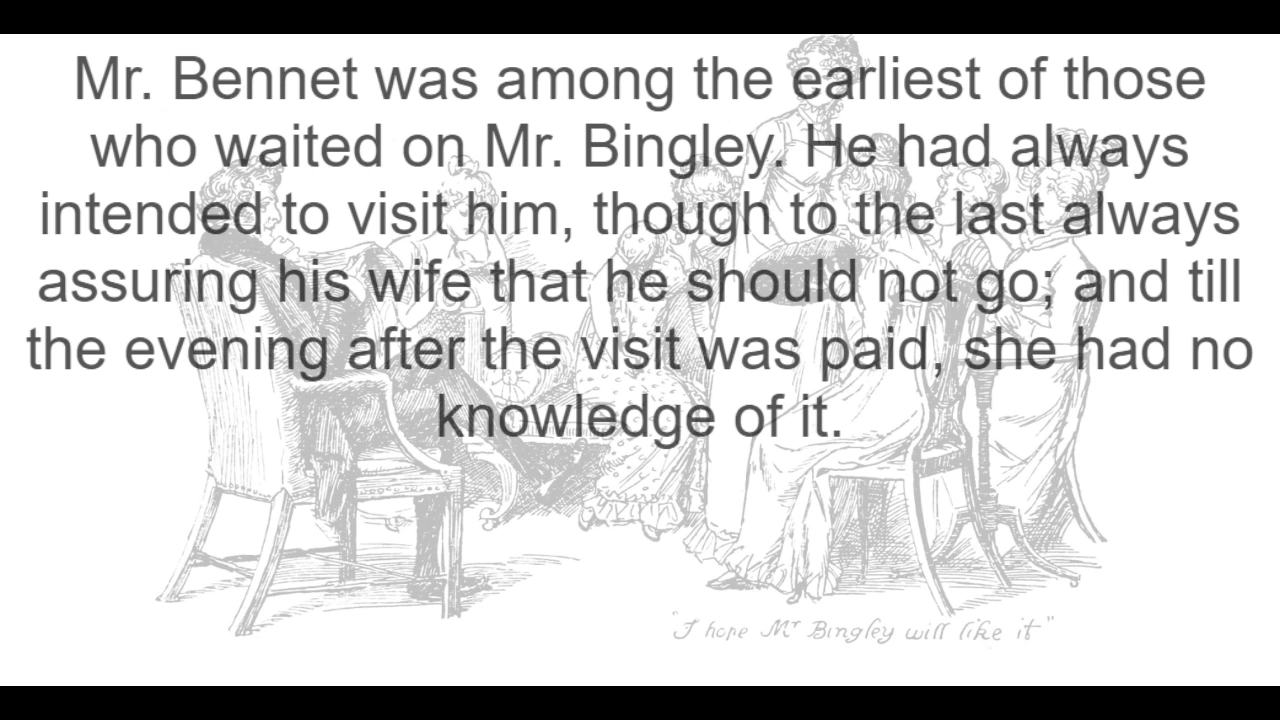 Mr. Bennet was among the earliest of those
who waited on Mr. Bingley. He had always
intended to visit him, though to the last always
assuring his wife that he should not go; and till
the evening after the visit was paid, she had no
knowledge of it.
"I hope Mr Bingley will like it"